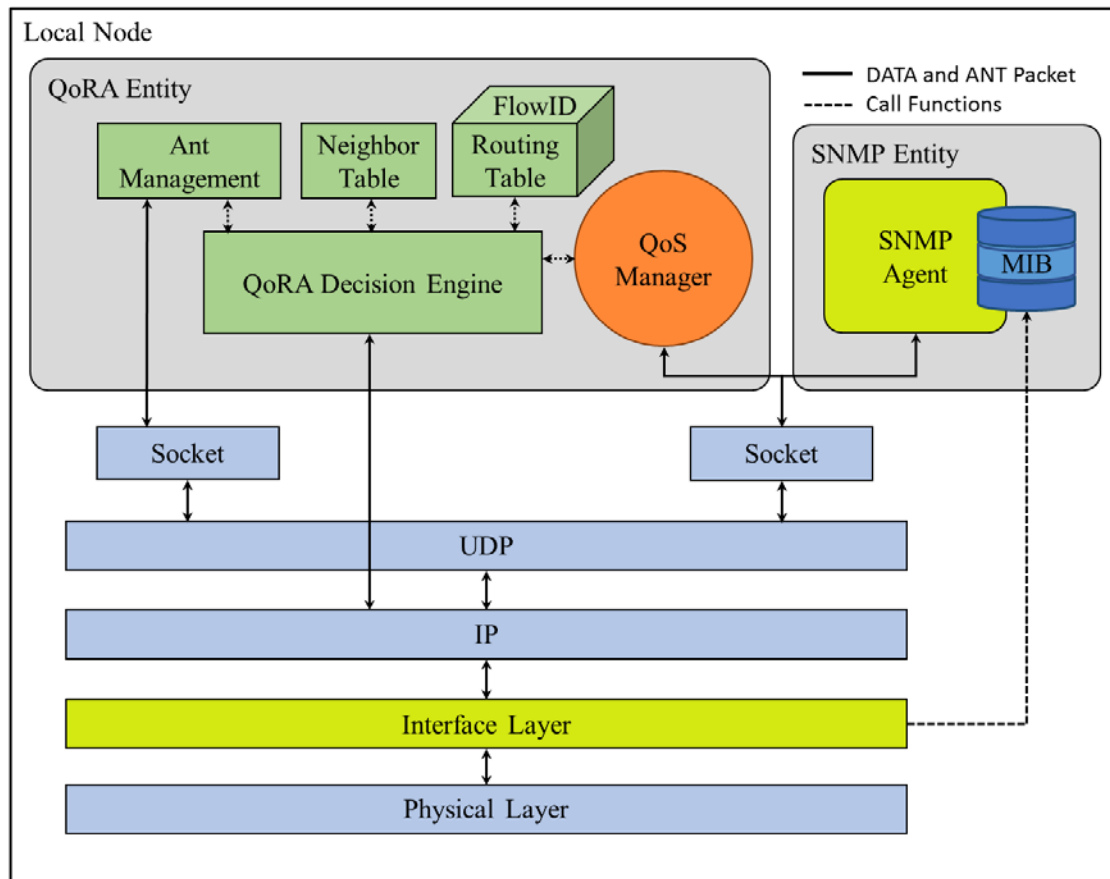 Local Node
QoRA Entity
DATA and ANT Packet
Call Functions
FlowID
Ant
Management
Neighbor
Table
Routing
Table
SNMP Entity
QoRA Decision Engine
QoS
Manager
SNMP
Agent
MIB
Socket
Socket
UDP
IP
Interface Layer
Physical Layer